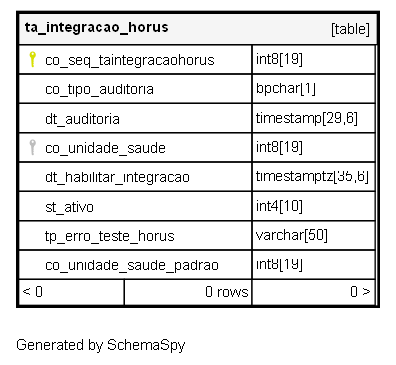 ta_integracao_horus [table]
co_seq_taintegracaohorus int8[19]
co_tipo_auditoria bpchar[1]
dt_auditoria timestamp[29,6]
co_unidade_saude int8[19]
dt_habilitar_integracao timestamptz[35,6]
st_ativo int4[10]
tp_erro_teste_horus varchar[50]
co_unidade_saude_padrao int8[19]
< 0 0 rows 0 >
Generated by SchemaSpy